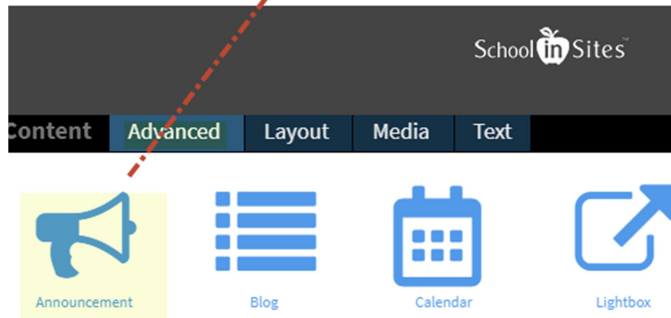 School in Sites™
Content Advanced Layout Media Text
Announcement Blog Calendar Lightbox